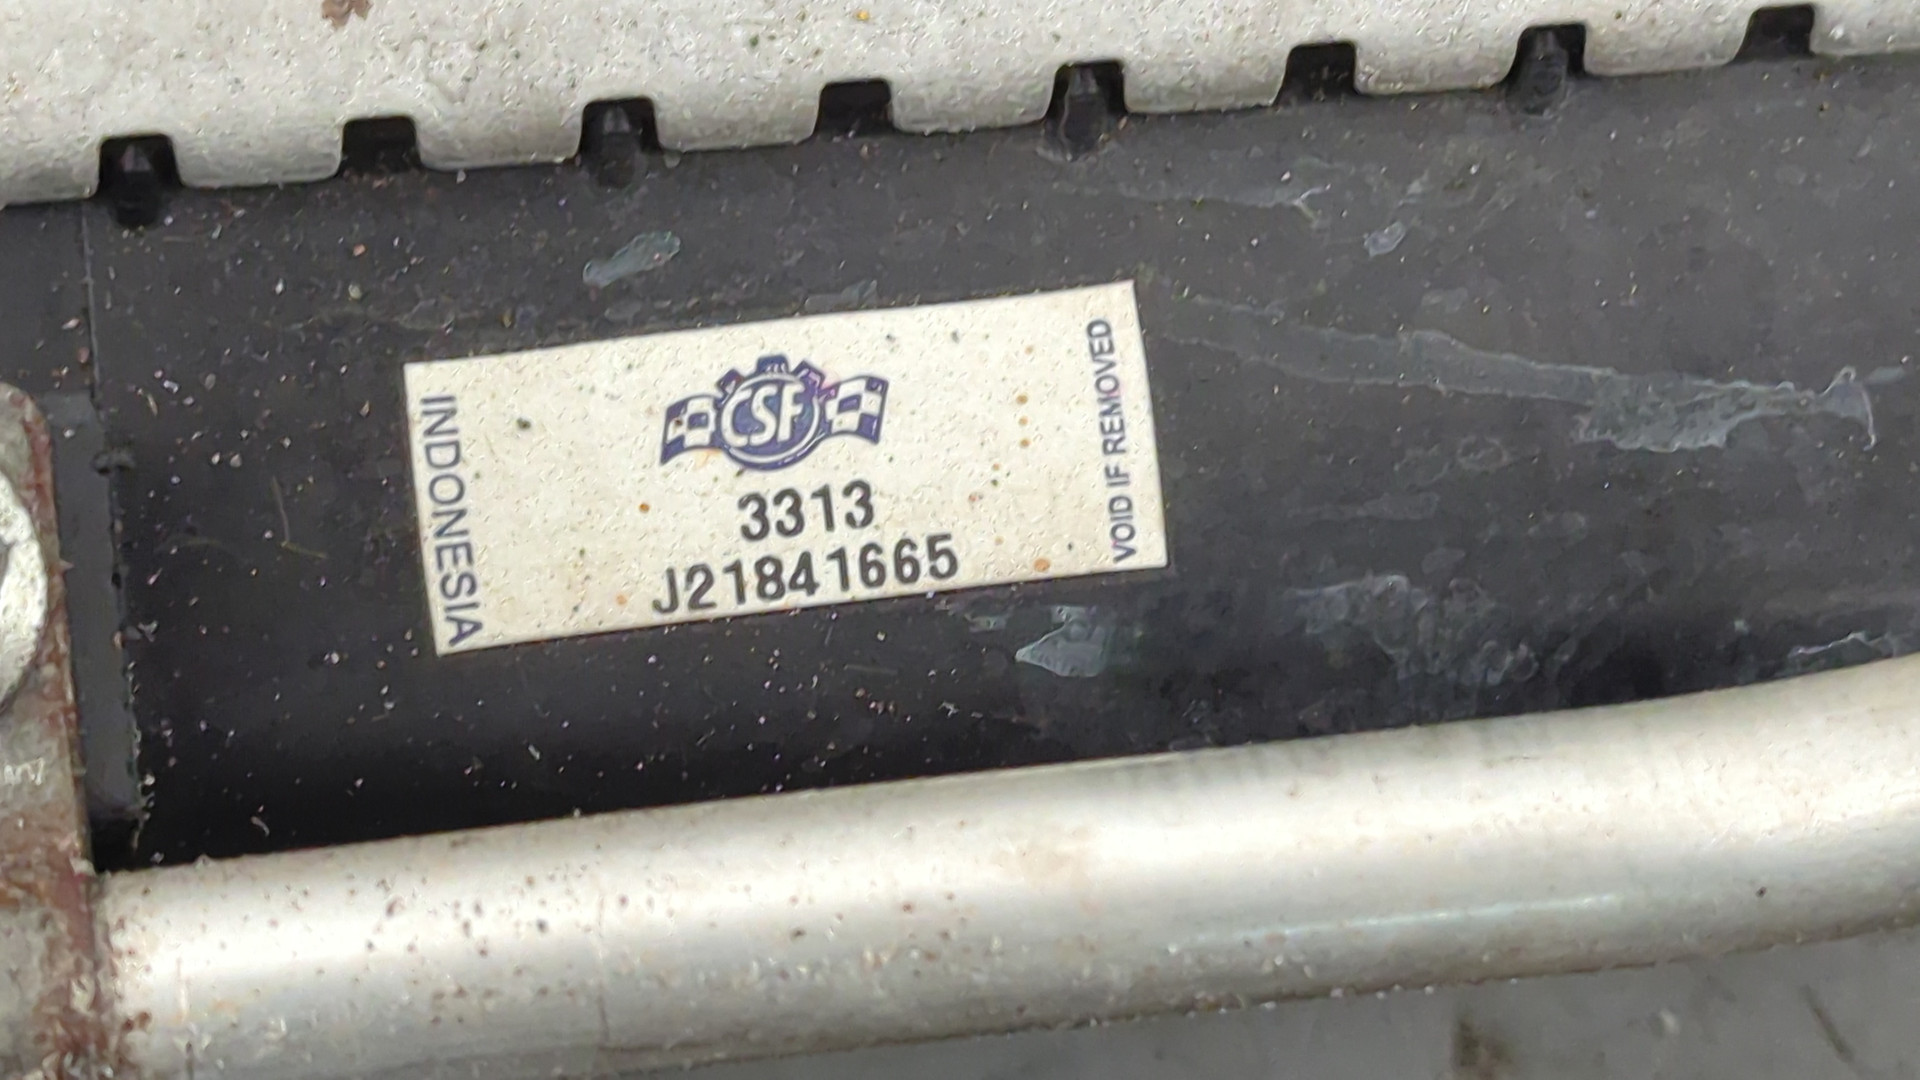 INDONESIA
CSF
3313
J21841665
VOID IF REMOVED